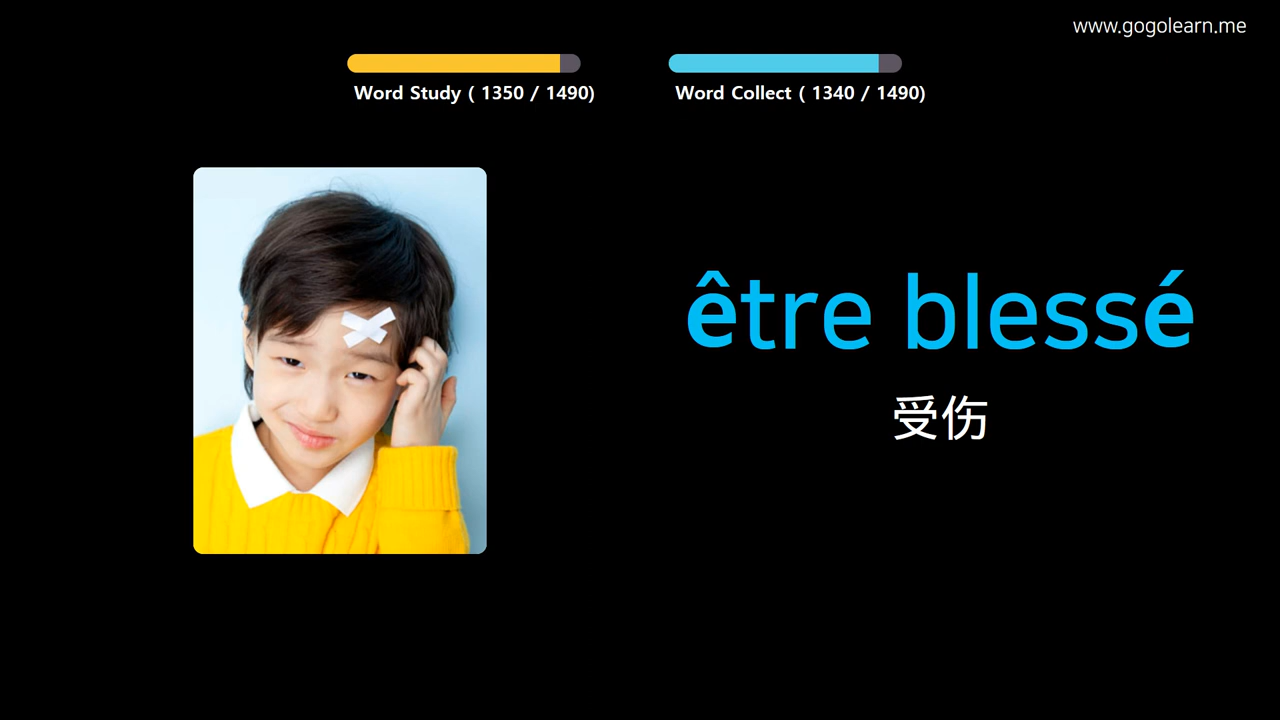 www.gogolearn.me
Word Study ( 1350 / 1490)
Word Collect ( 1340 / 1490)
être blessé
受伤